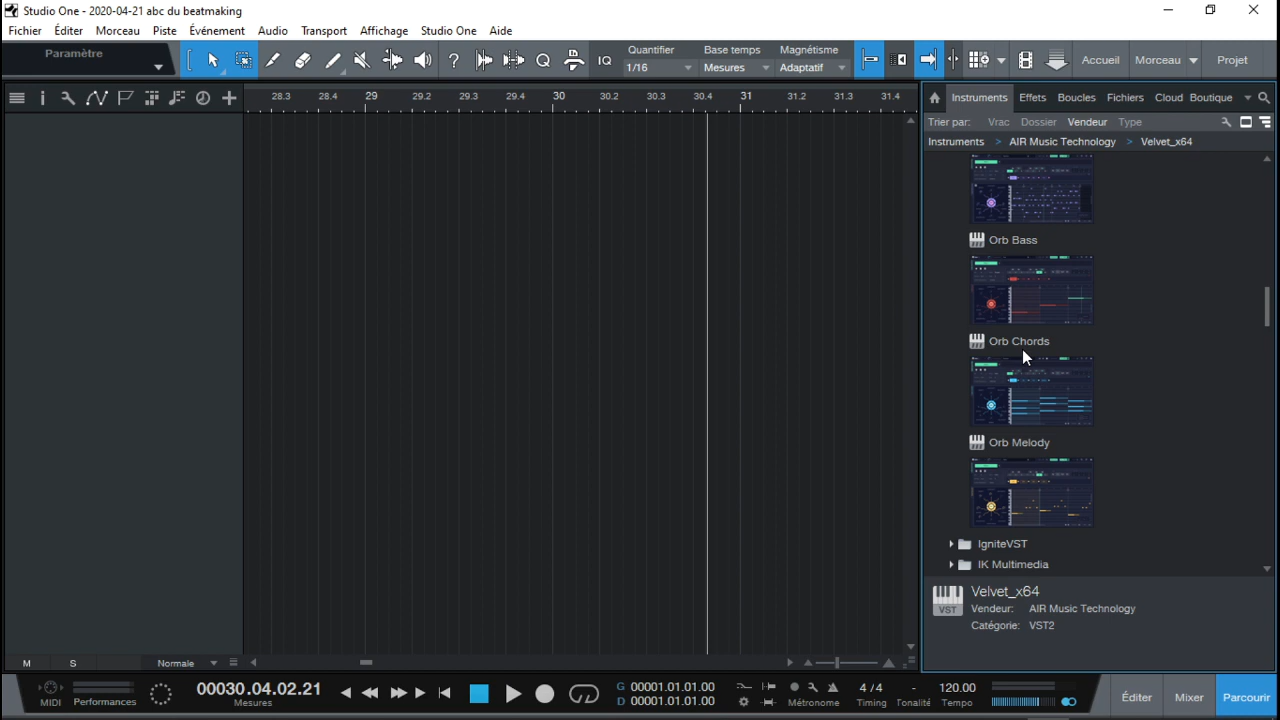 Studio One - 2020-04-21 abc du beatmaking
Fichier Éditer Morceau Piste Événement Audio Transport Affichage Studio One Aide
Paramètre
? Q IQ
Quantifier Base temps Magnétisme
1/16 Mesures Adaptatif
Accueil Morceau Projet
28.3 28.4 29 29.2 29.3 29.4 30 30.2 30.3 30.4 31 31.2 31.3 31.4
Instruments Effets Boucles Fichiers Cloud Boutique
Trier par: Vrac Dossier Vendeur Type
Instruments > AIR Music Technology > Velvet_x64
Orb Bass
Orb Chords
Orb Melody
IgniteVST
IK Multimedia
Velvet_x64
VST
Vendeur: AIR Music Technology
Catégorie: VST2
M S Normale
MIDI Performances
00030.04.02.21
Mesures
G 00001.01.01.00
D 00001.01.01.00
Métronome
4 / 4
Timing
-
Tonalité
120.00
Tempo
Éditer Mixer Parcourir